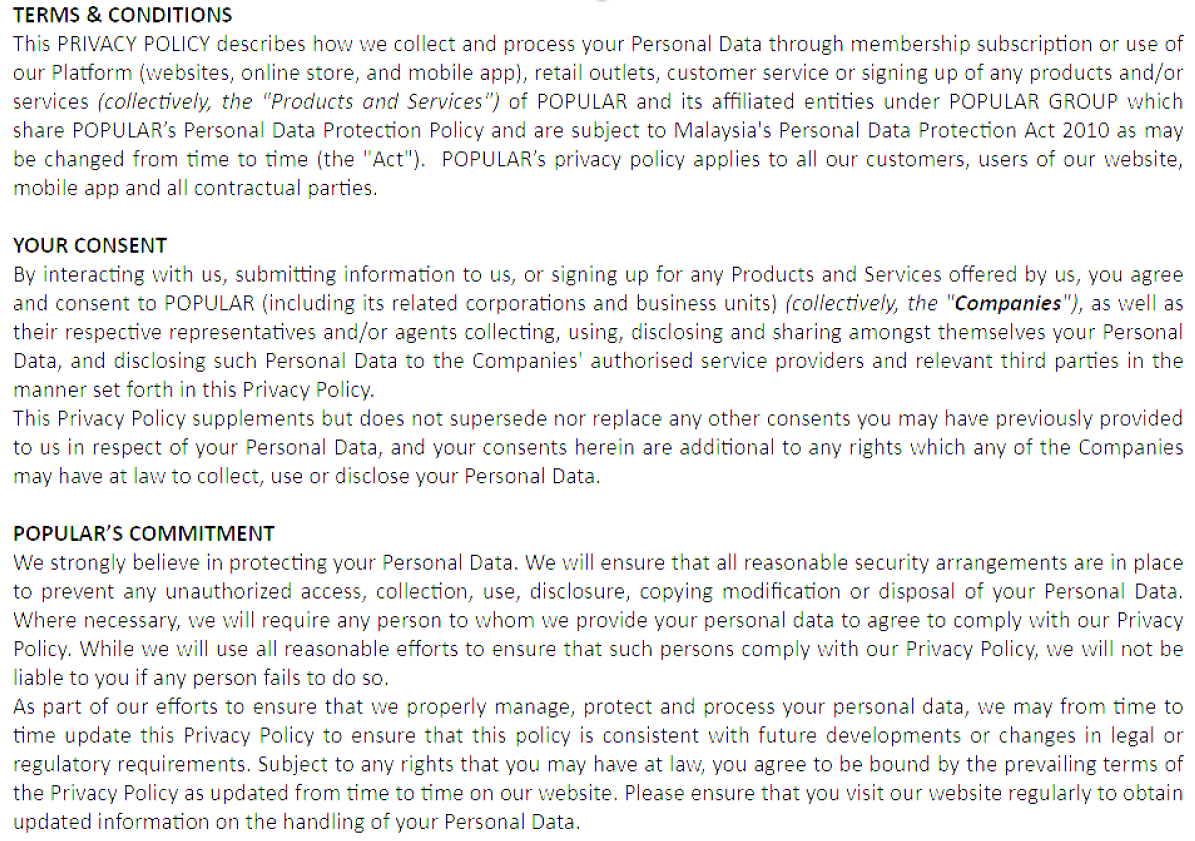 TERMS & CONDITIONS
This PRIVACY POLICY describes how we collect and process your Personal Data through membership subscription or use of
our Platform (websites, online store, and mobile app), retail outlets, customer service or signing up of any products and/or
services (collectively, the "Products and Services") of POPULAR and its affiliated entities under POPULAR GROUP which
share POPULAR’s Personal Data Protection Policy and are subject to Malaysia's Personal Data Protection Act 2010 as may
be changed from time to time (the "Act"). POPULAR’s privacy policy applies to all our customers, users of our website,
mobile app and all contractual parties.
YOUR CONSENT
By interacting with us, submitting information to us, or signing up for any Products and Services offered by us, you agree
and consent to POPULAR (including its related corporations and business units) (collectively, the "Companies"), as well as
their respective representatives and/or agents collecting, using, disclosing and sharing amongst themselves your Personal
Data, and disclosing such Personal Data to the Companies' authorised service providers and relevant third parties in the
manner set forth in this Privacy Policy.
This Privacy Policy supplements but does not supersede nor replace any other consents you may have previously provided
to us in respect of your Personal Data, and your consents herein are additional to any rights which any of the Companies
may have at law to collect, use or disclose your Personal Data.
POPULAR’S COMMITMENT
We strongly believe in protecting your Personal Data. We will ensure that all reasonable security arrangements are in place
to prevent any unauthorized access, collection, use, disclosure, copying modification or disposal of your Personal Data.
Where necessary, we will require any person to whom we provide your personal data to agree to comply with our Privacy
Policy. While we will use all reasonable efforts to ensure that such persons comply with our Privacy Policy, we will not be
liable to you if any person fails to do so.
As part of our efforts to ensure that we properly manage, protect and process your personal data, we may from time to
time update this Privacy Policy to ensure that this policy is consistent with future developments or changes in legal or
regulatory requirements. Subject to any rights that you may have at law, you agree to be bound by the prevailing terms of
the Privacy Policy as updated from time to time on our website. Please ensure that you visit our website regularly to obtain
updated information on the handling of your Personal Data.